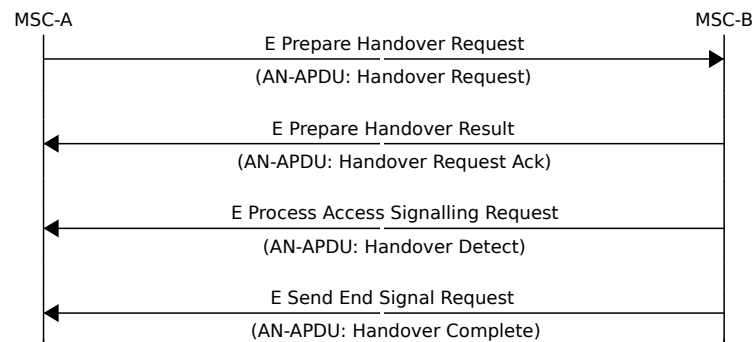 MSC-A
MSC-B
E Prepare Handover Request
(AN-APDU: Handover Request)
E Prepare Handover Result
(AN-APDU: Handover Request Ack)
E Process Access Signalling Request
(AN-APDU: Handover Detect)
E Send End Signal Request
(AN-APDU: Handover Complete)